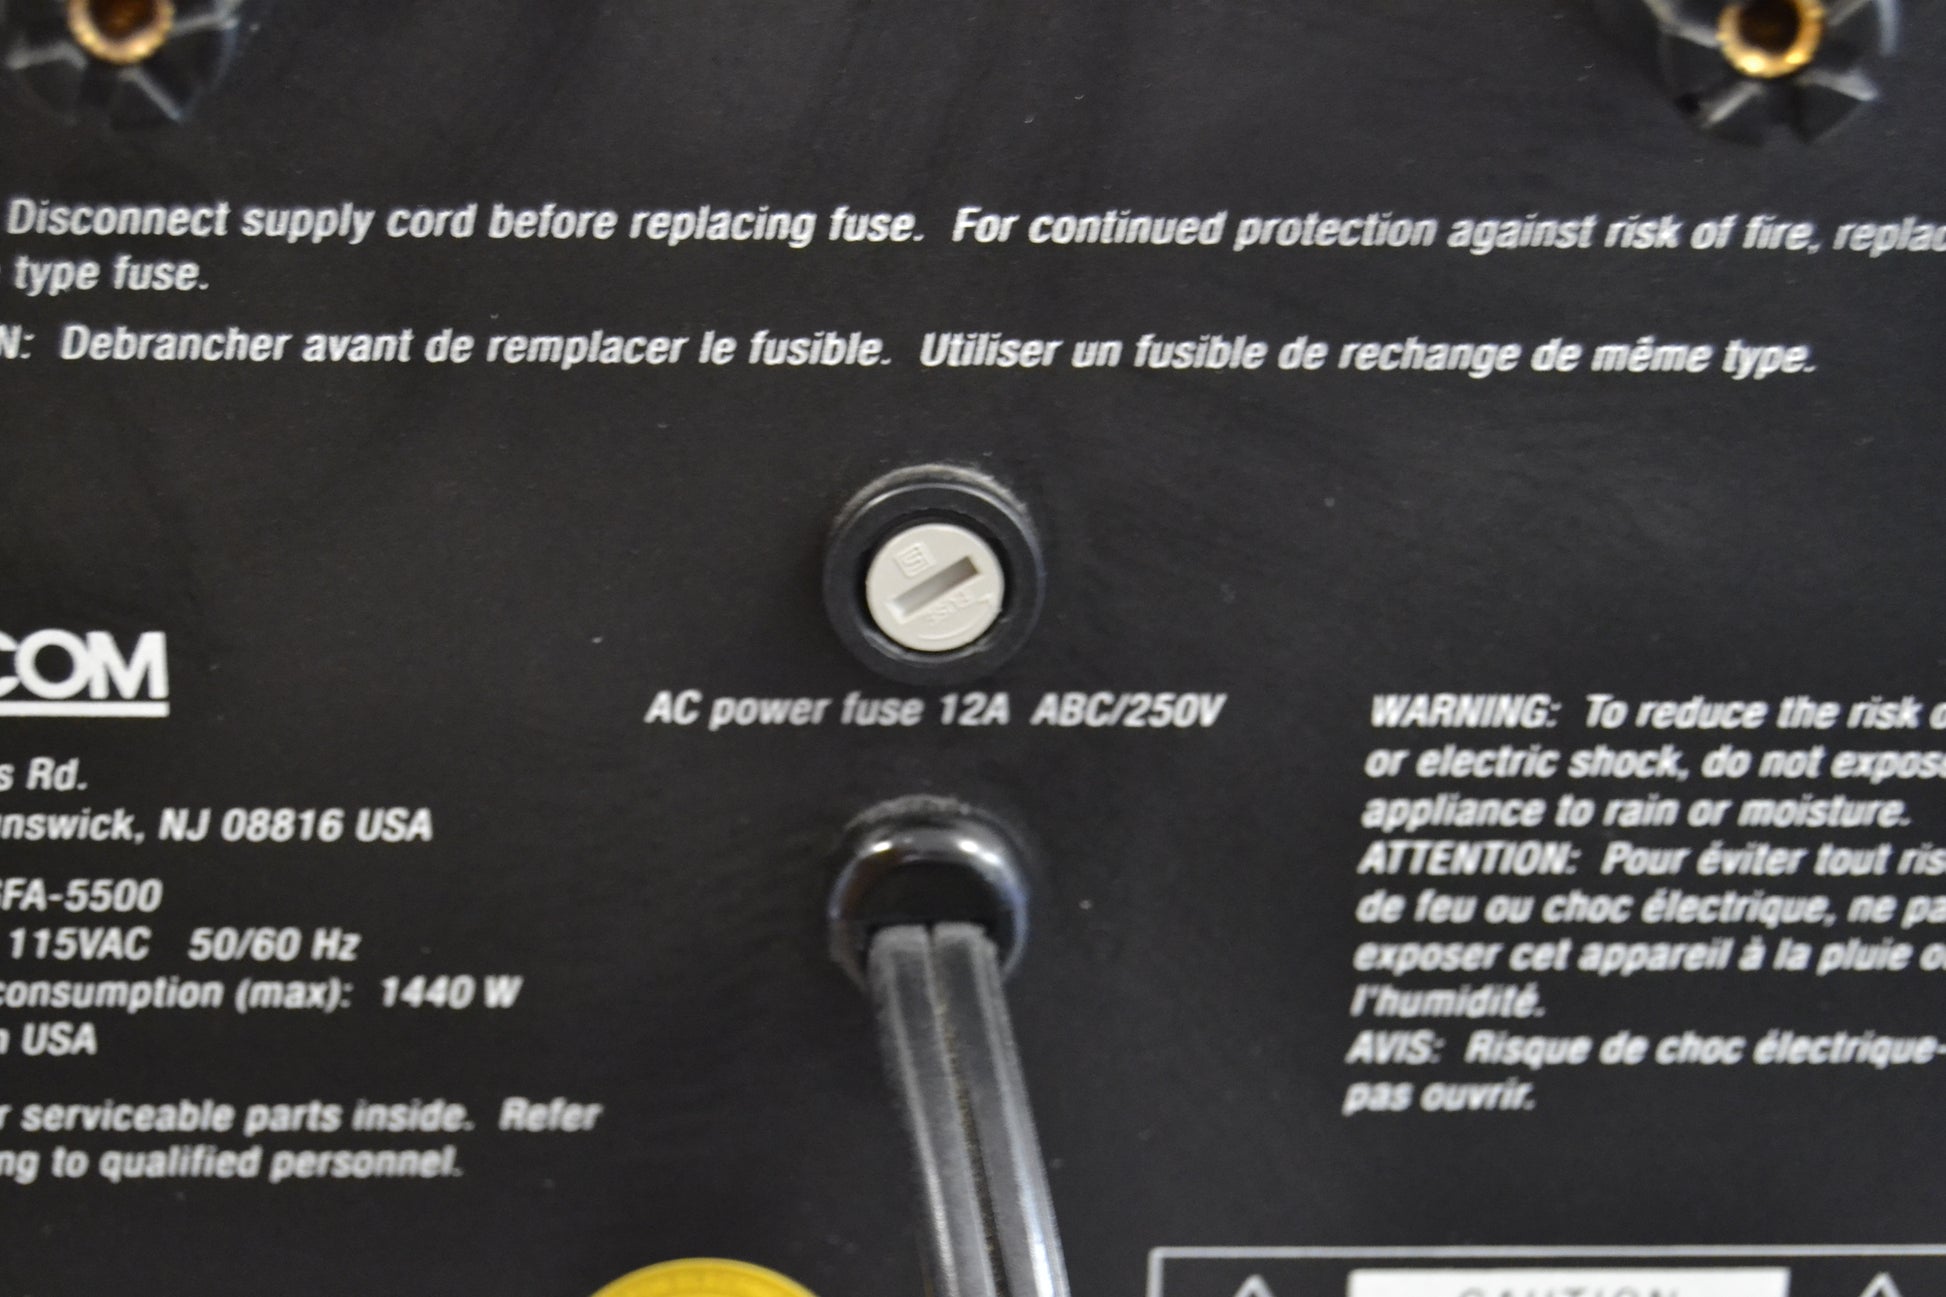 Disconnect supply cord before replacing fuse. For continued protection against risk of fire, replac
type fuse.
N: Debrancher avant de remplacer le fusible. Utiliser un fusible de rechange de même type.
FUSE
COM
AC power fuse 12A ABC/250V
s Rd.
unswick, NJ 08816 USA
GFA-5500
115VAC 50/60 Hz
consumption (max): 1440 W
n USA
r serviceable parts inside. Refer
ng to qualified personnel.
WARNING: To reduce the risk o
or electric shock, do not expose
appliance to rain or moisture.
ATTENTION: Pour éviter tout ris
de feu ou choc électrique, ne pa
exposer cet appareil à la pluie ou
l'humidité.
AVIS: Risque de choc électrique-
pas ouvrir.
CAUTION